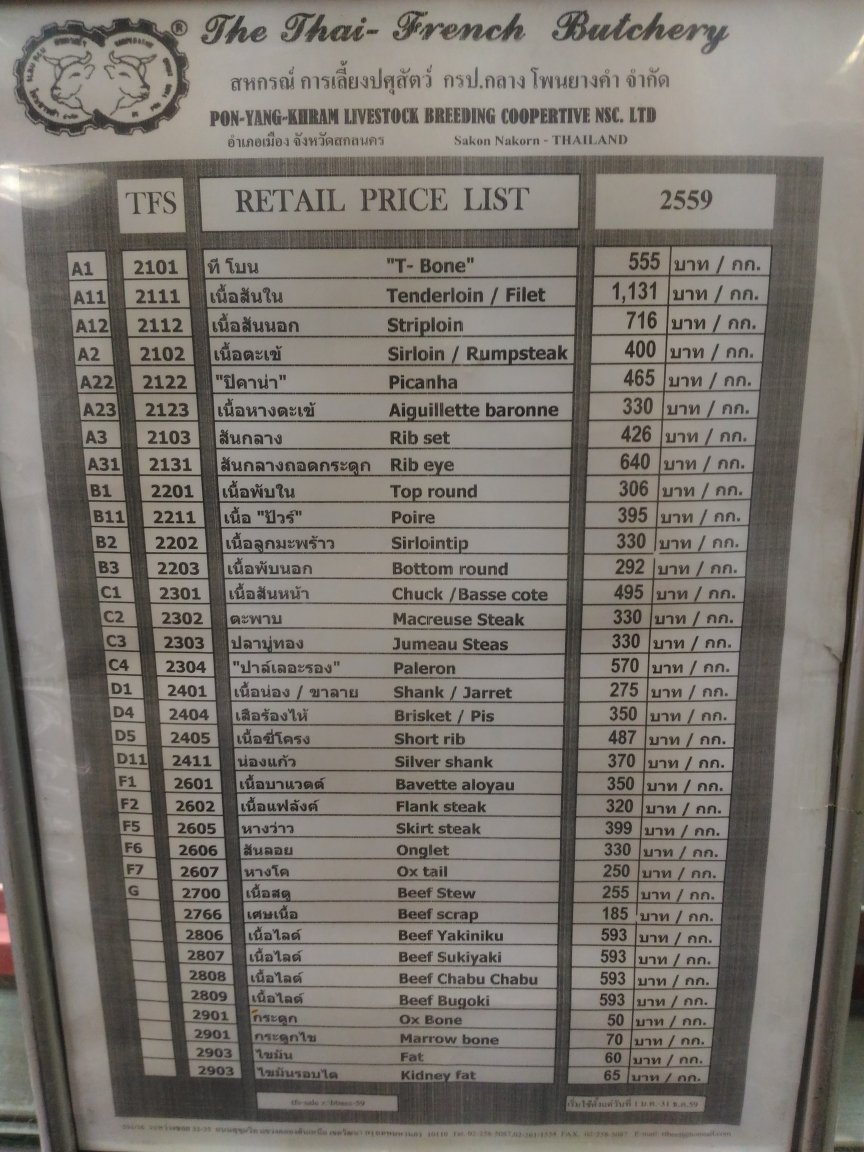 The Thai- French Butchery
®
สหกรณ์ การเลี้ยงปศุสัตว์ กรป.กลาง โพนยางคำ จำกัด
PON-YANG-KHRAM LIVESTOCK BREEDING COOPERTIVE NSC. LTD
อำเภอเมือง จังหวัดสกลนคร Sakon Nakorn - THAILAND
TFS RETAIL PRICE LIST 2559
A1 2101 ที โบน "T- Bone" 555 บาท / กก.
A11 2111 เนื้อสันใน Tenderloin / Filet 1,131 บาท / กก.
A12 2112 เนื้อสันนอก Striploin 716 บาท / กก.
A2 2102 เนื้อตะเข้ Sirloin / Rumpsteak 400 บาท / กก.
A22 2122 "ปิคาน่า" Picanha 465 บาท / กก.
A23 2123 เนื้อหางตะเข้ Aiguillette baronne 330 บาท / กก.
A3 2103 สันกลาง Rib set 426 บาท / กก.
A31 2131 สันกลางถอดกระดูก Rib eye 640 บาท / กก.
B1 2201 เนื้อพับใน Top round 306 บาท / กก.
B11 2211 เนื้อ "ป๊วร์" Poire 395 บาท / กก.
B2 2202 เนื้อลูกมะพร้าว Sirlointip 330 บาท / กก.
B3 2203 เนื้อพับนอก Bottom round 292 บาท / กก.
C1 2301 เนื้อสันหน้า Chuck /Basse cote 495 บาท / กก.
C2 2302 ตะพาบ Macreuse Steak 330 บาท / กก.
C3 2303 ปลาบู่ทอง Jumeau Steas 330 บาท / กก.
C4 2304 "ปาล์เลอะรอง" Paleron 570 บาท / กก.
D1 2401 เนื้อน่อง / ขาลาย Shank / Jarret 275 บาท / กก.
D4 2404 เสือร้องไห้ Brisket / Pis 350 บาท / กก.
D5 2405 เนื้อซี่โครง Short rib 487 บาท / กก.
D11 2411 น่องแก้ว Silver shank 370 บาท / กก.
F1 2601 เนื้อบาแวตต์ Bavette aloyau 350 บาท / กก.
F2 2602 เนื้อแฟลังค์ Flank steak 320 บาท / กก.
F5 2605 หางว่าว Skirt steak 399 บาท / กก.
F6 2606 สันลอย Onglet 330 บาท / กก.
F7 2607 หางโค Ox tail 250 บาท / กก.
G 2700 เนื้อสตู Beef Stew 255 บาท / กก.
2766 เศษเนื้อ Beef scrap 185 บาท / กก.
2806 เนื้อไลด์ Beef Yakiniku 593 บาท / กก.
2807 เนื้อไลด์ Beef Sukiyaki 593 บาท / กก.
2808 เนื้อไลด์ Beef Chabu Chabu 593 บาท / กก.
2809 เนื้อไลด์ Beef Bugoki 593 บาท / กก.
2901 กระดูก Ox Bone 50 บาท / กก.
2901 กระดูกไข Marrow bone 70 บาท / กก.
2903 ไขมัน Fat 60 บาท / กก.
2903 ไขมันรอบไต Kidney fat 65 บาท / กก.
เริ่มใช้ตั้งแต่วันที่ 1 ม.ค.-31 ธ.ค.59